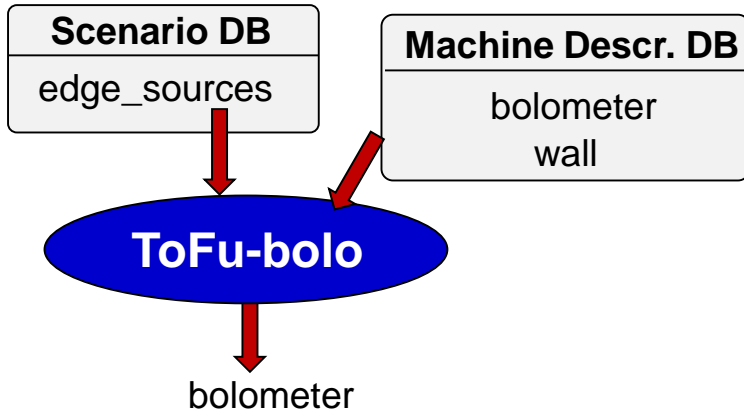 Scenario DB
edge_sources
Machine Descr. DB
bolometer
wall
ToFu-bolo
bolometer